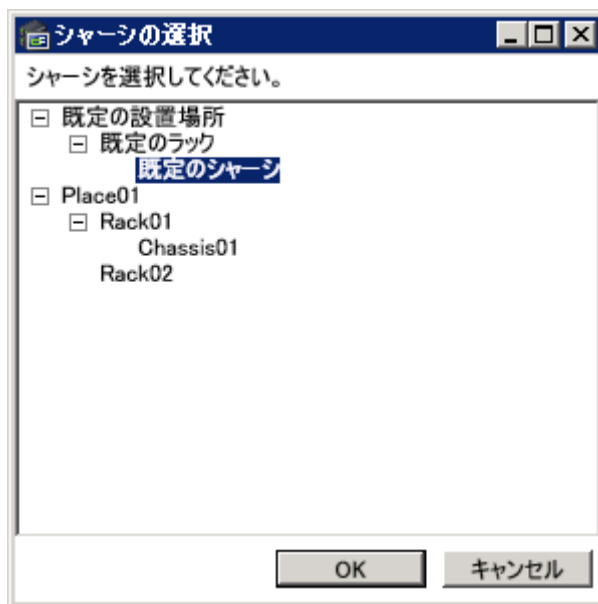 シャーシの選択
シャーシを選択してください。
既定の設置場所
既定のラック
既定のシャーシ
Place01
Rack01
Chassis01
Rack02
OK キャンセル